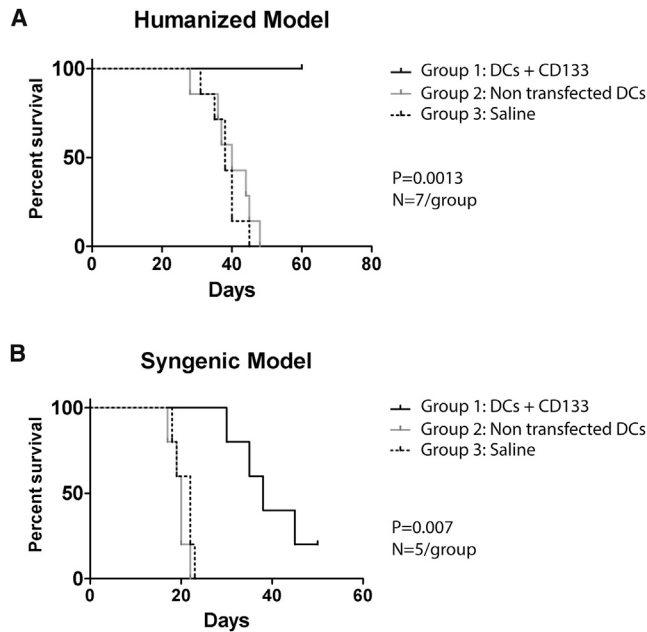 A
Humanized Model
Percent survival
100
50
0
0 20 40 60 80
Days
Group 1: DCs + CD133
Group 2: Non transfected DCs
Group 3: Saline
P=0.0013
N=7/group
B
Syngenic Model
Percent survival
100
50
0
0 20 40 60
Days
Group 1: DCs + CD133
Group 2: Non transfected DCs
Group 3: Saline
P=0.007
N=5/group